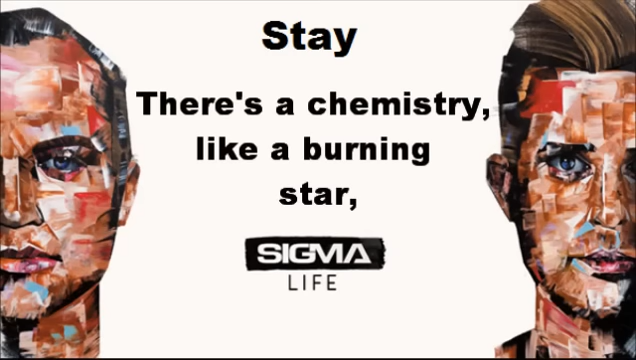 Stay
There's a chemistry,
like a burning
star,
SIGMA
LIFE